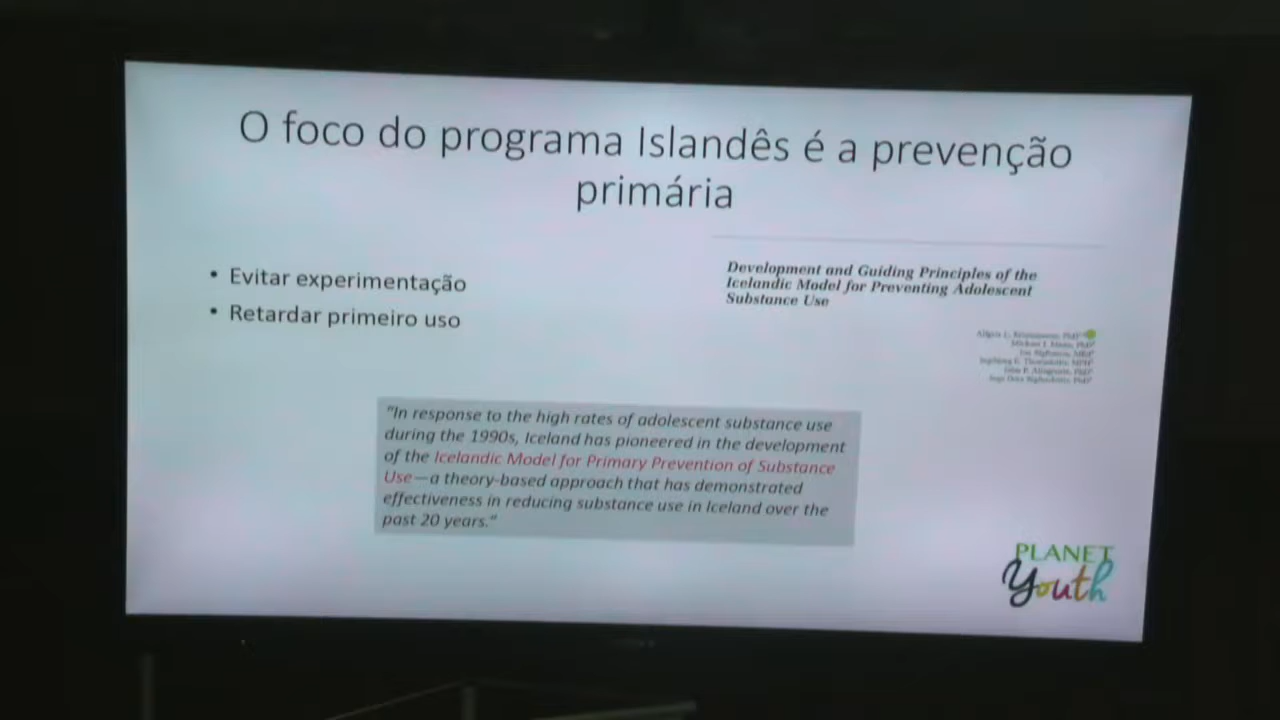 O foco do programa Islandês é a prevenção
primária
• Evitar experimentação
• Retardar primeiro uso
Development and Guiding Principles of the
Icelandic Model for Preventing Adolescent
Substance Use
"In response to the high rates of adolescent substance use
during the 1990s, Iceland has pioneered in the development
of the Icelandic Model for Primary Prevention of Substance
Use—a theory-based approach that has demonstrated
effectiveness in reducing substance use in Iceland over the
past 20 years."
PLANET
Youth